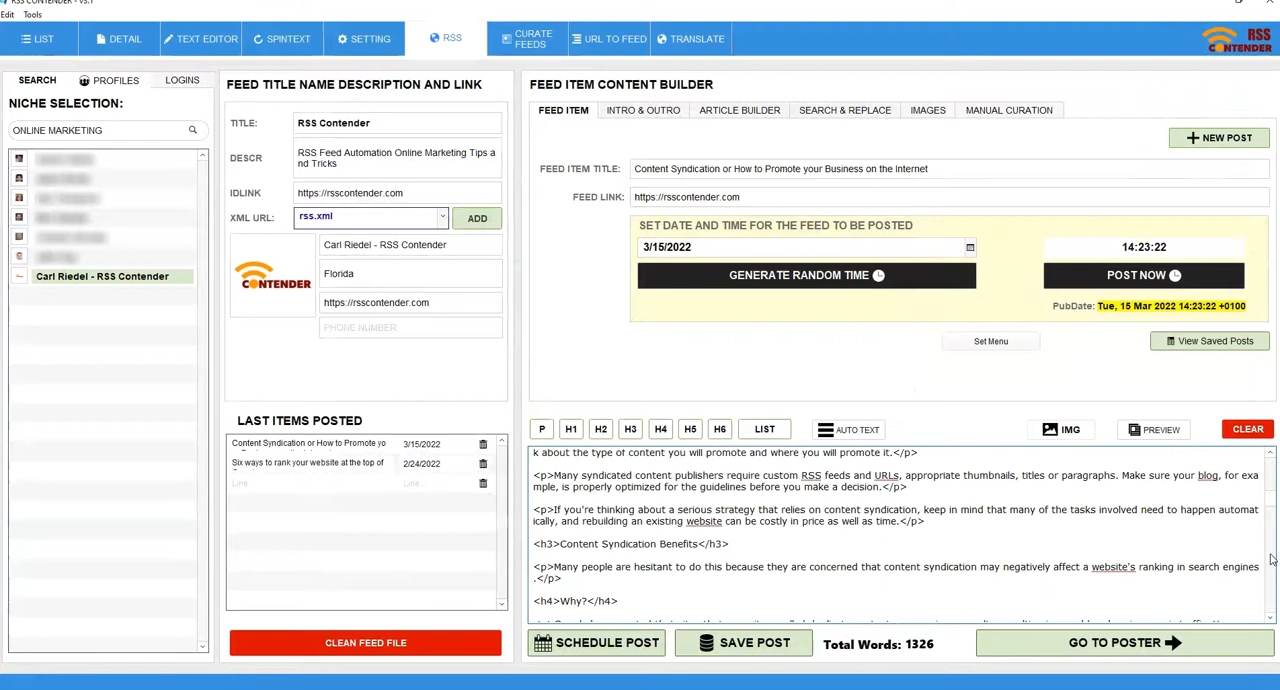 RSS CONTENDER - v3.1
Edit Tools
LIST
DETAIL
TEXT EDITOR
SPINTEXT
SETTING
RSS
CURATE
FEEDS
URL TO FEED
TRANSLATE
RSS
CONTENDER
SEARCH
PROFILES
LOGINS
NICHE SELECTION:
ONLINE MARKETING
Carl Riedel - RSS Contender
FEED TITLE NAME DESCRIPTION AND LINK
TITLE:
RSS Contender
DESCR
RSS Feed Automation Online Marketing Tips a
nd Tricks
IDLINK
https://rsscontender.com
XML URL:
rss.xml
ADD
CONTENDER
Carl Riedel - RSS Contender
Florida
https://rsscontender.com
PHONE NUMBER
LAST ITEMS POSTED
Content Syndication or How to Promote yo
3/15/2022
Six ways to rank your website at the top of
2/24/2022
Line
Line..
CLEAN FEED FILE
FEED ITEM CONTENT BUILDER
FEED ITEM
INTRO & OUTRO
ARTICLE BUILDER
SEARCH & REPLACE
IMAGES
MANUAL CURATION
NEW POST
FEED ITEM TITLE:
Content Syndication or How to Promote your Business on the Internet
FEED LINK:
https://rsscontender.com
SET DATE AND TIME FOR THE FEED TO BE POSTED
3/15/2022
14:23:22
GENERATE RANDOM TIME
POST NOW
PubDate: Tue, 15 Mar 2022 14:23:22 +0100
Set Menu
View Saved Posts
P
H1
H2
H3
H4
H5
H6
LIST
AUTO TEXT
IMG
PREVIEW
CLEAR
k about the type of content you will promote and where you will promote it.</p>
<p>Many syndicated content publishers require custom RSS feeds and URLs, appropriate thumbnails, titles or paragraphs. Make sure your blog, for exa
mple, is properly optimized for the guidelines before you make a decision.</p>
<p>If you're thinking about a serious strategy that relies on content syndication, keep in mind that many of the tasks involved need to happen automat
ically, and rebuilding an existing website can be costly in price as well as time.</p>
<h3>Content Syndication Benefits</h3>
<p>Many people are hesitant to do this because they are concerned that content syndication may negatively affect a website's ranking in search engines
.</p>
<h4>Why?</h4>
SCHEDULE POST
SAVE POST
Total Words: 1326
GO TO POSTER